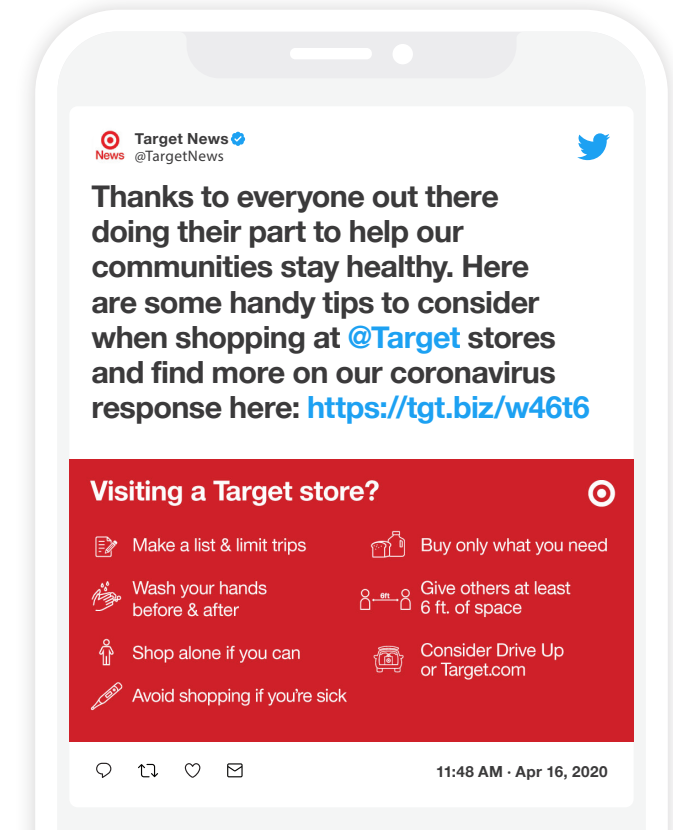 Target News
News @TargetNews
Thanks to everyone out there
doing their part to help our
communities stay healthy. Here
are some handy tips to consider
when shopping at @Target stores
and find more on our coronavirus
response here: https://tgt.biz/w46t6
Visiting a Target store?
Make a list & limit trips
Wash your hands
before & after
Shop alone if you can
Avoid shopping if you’re sick
Buy only what you need
6ft
Give others at least
6 ft. of space
Consider Drive Up
or Target.com
11:48 AM · Apr 16, 2020